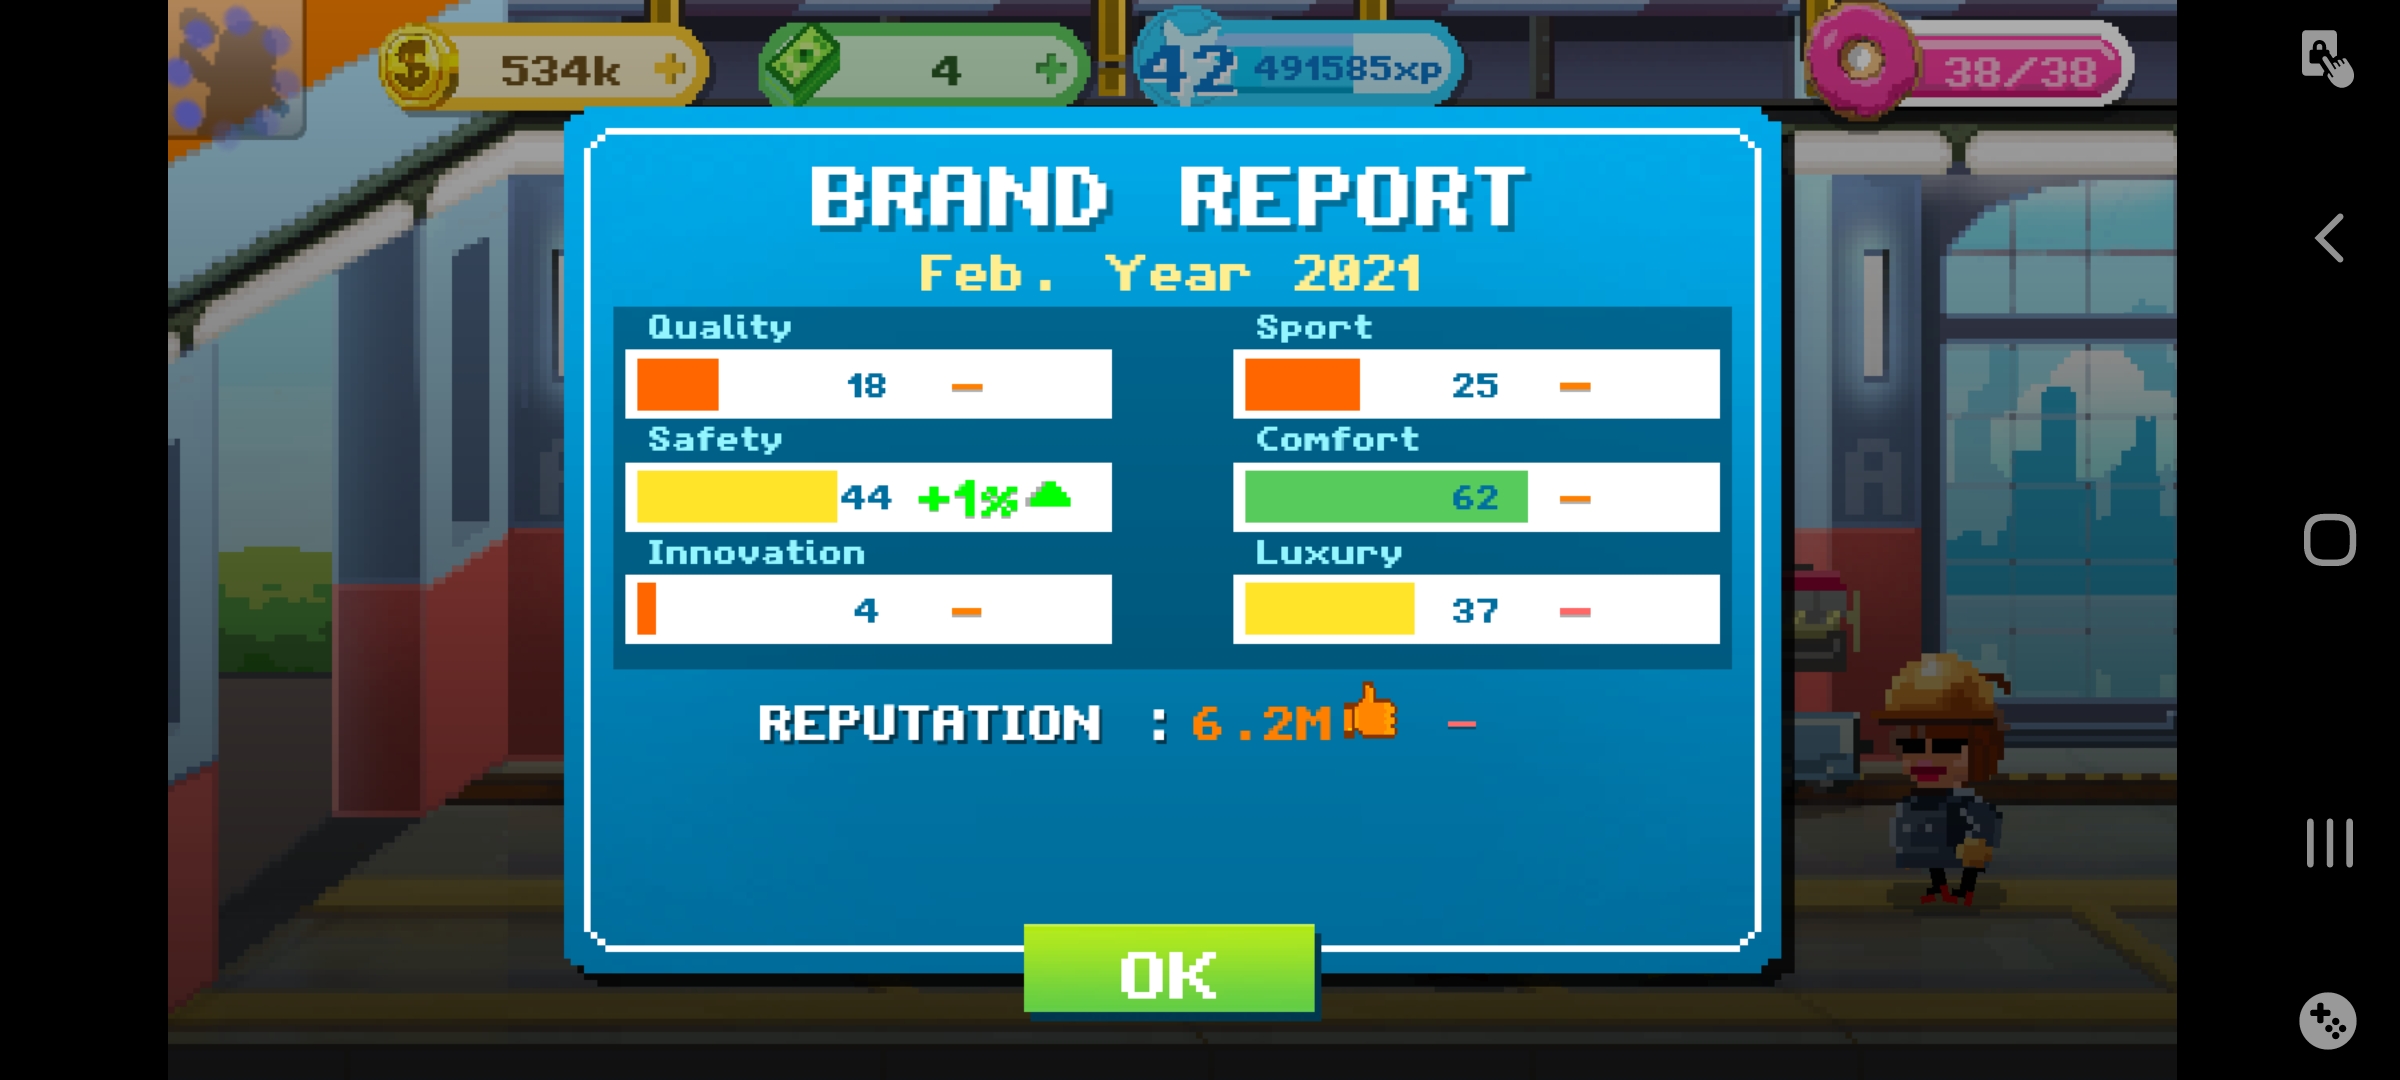 534k +
4 +
42 491585xp
38/38
BRAND REPORT
Feb. Year 2021
Quality
Sport
18 -
25 -
Safety
Comfort
44 +1%
62 -
Innovation
Luxury
4 -
37 -
REPUTATION : 6.2M -
OK
A